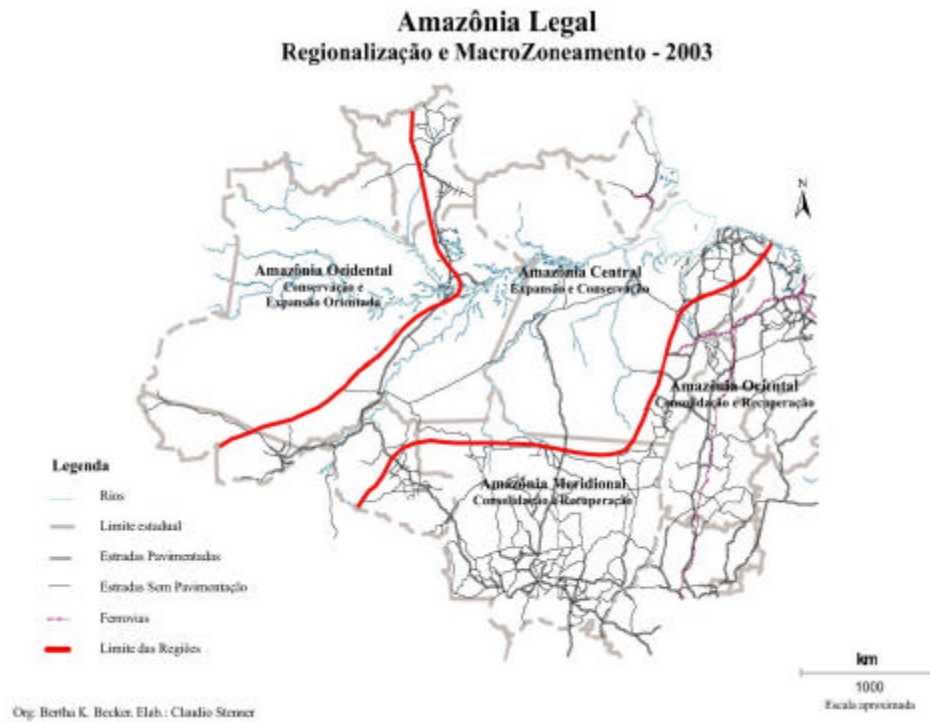 Amazônia Legal
Regionalização e MacroZoneamento - 2003
N
Amazônia Ocidental
Conservação e
Expansão Orientada
Amazônia Central
Expansão e Conservação
Amazônia Oriental
Consolidação e Recuperação
Amazônia Meridional
Consolidação e Recuperação
Legenda
Rios
Limite estadual
Estradas Pavimentadas
Estradas Sem Pavimentação
Ferrovias
Limite das Regiões
km
1000
Escala aproximada
Org: Bertha K. Becker. Elab.: Claudio Stenner